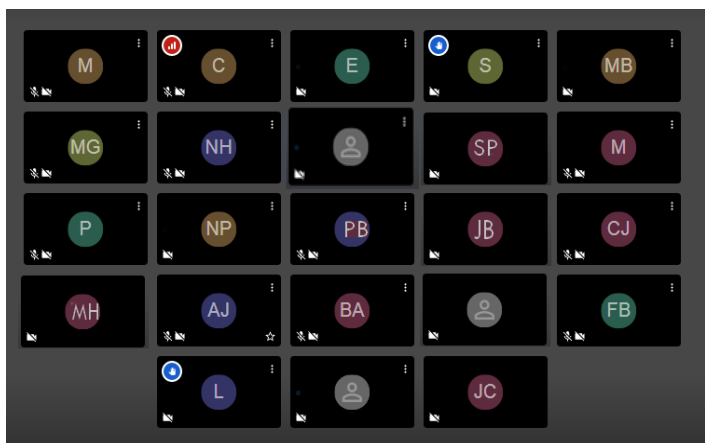 M C E S MB
MG NH SP M
P NP PB JB CJ
MH AJ BA FB
L JC